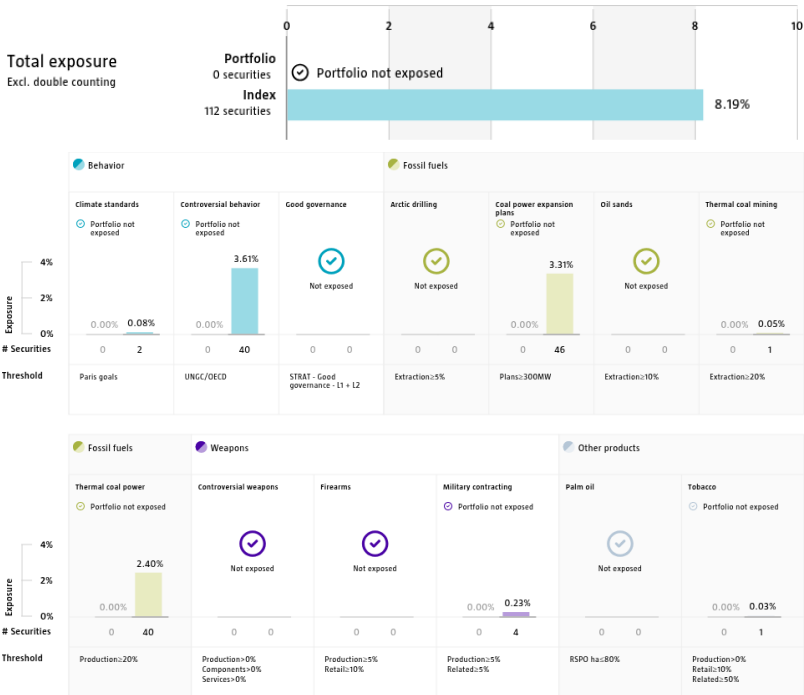 0 2 4 6 8 10
Total exposure
Excl. double counting
Portfolio
0 securities
Portfolio not exposed
Index
112 securities
8.19%
Behavior
Fossil fuels
Climate standards
Portfolio not
exposed
Controversial behavior
Portfolio not
exposed
Good governance
Not exposed
Arctic drilling
Not exposed
Coal power expansion
plans
Portfolio not
exposed
Oil sands
Not exposed
Thermal coal mining
Portfolio not
exposed
Exposure
4%
2%
0%
0.00% 0.08%
0.00% 3.61%
0.00% 3.31%
0.00% 0.05%
# Securities 0 2 0 40 0 0 0 0 0 46 0 0 0 1
Threshold
Paris goals
UNGC/OECD
STRAT - Good
governance - L1 + L2
Extraction≥5%
Plans≥300MW
Extraction≥10%
Extraction≥20%
Fossil fuels
Weapons
Other products
Thermal coal power
Portfolio not exposed
Controversial weapons
Not exposed
Firearms
Not exposed
Military contracting
Portfolio not exposed
Palm oil
Not exposed
Tobacco
Portfolio not exposed
Exposure
4%
2%
0%
0.00% 2.40%
0.00% 0.23%
0.00% 0.03%
# Securities 0 40 0 0 0 0 0 4 0 0 0 1
Threshold
Production≥20%
Production>0%
Components>0%
Services>0%
Production≥5%
Retail≥10%
Production≥5%
Related≥5%
RSPO ha≤80%
Production>0%
Retail≥10%
Related≥50%